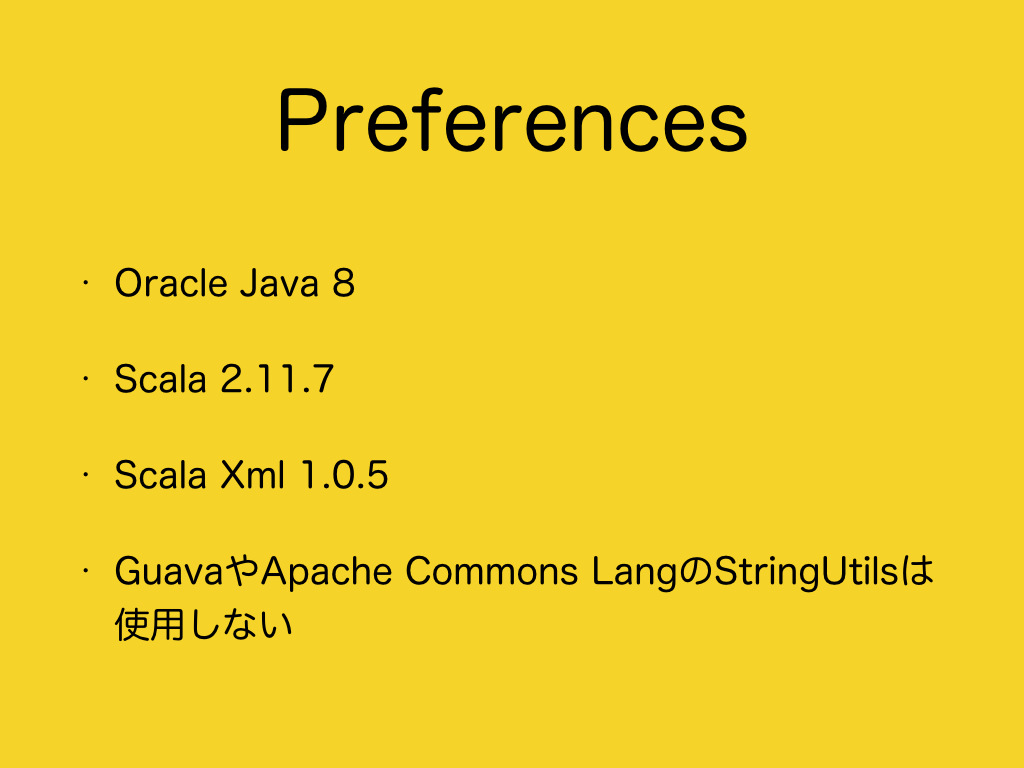 Preferences
· Oracle Java 8
· Scala 2.11.7
· Scala Xml 1.0.5
· GuavaやApache Commons LangのStringUtilsは
使用しない